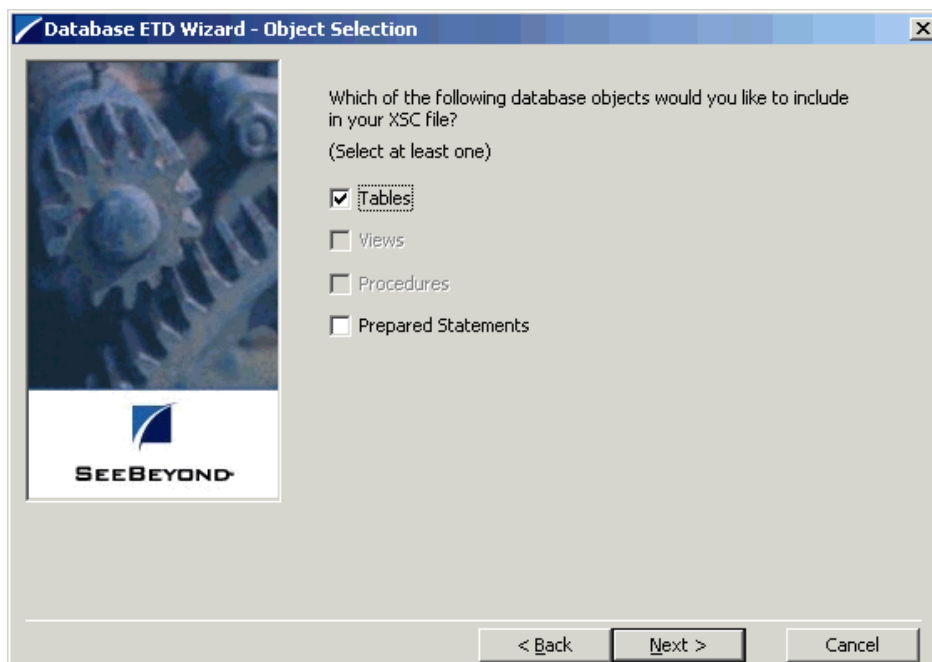 Database ETD Wizard - Object Selection
Which of the following database objects would you like to include
in your XSC file?
(Select at least one)
Tables
Views
Procedures
Prepared Statements
SEEBEYOND
< Back
Next >
Cancel